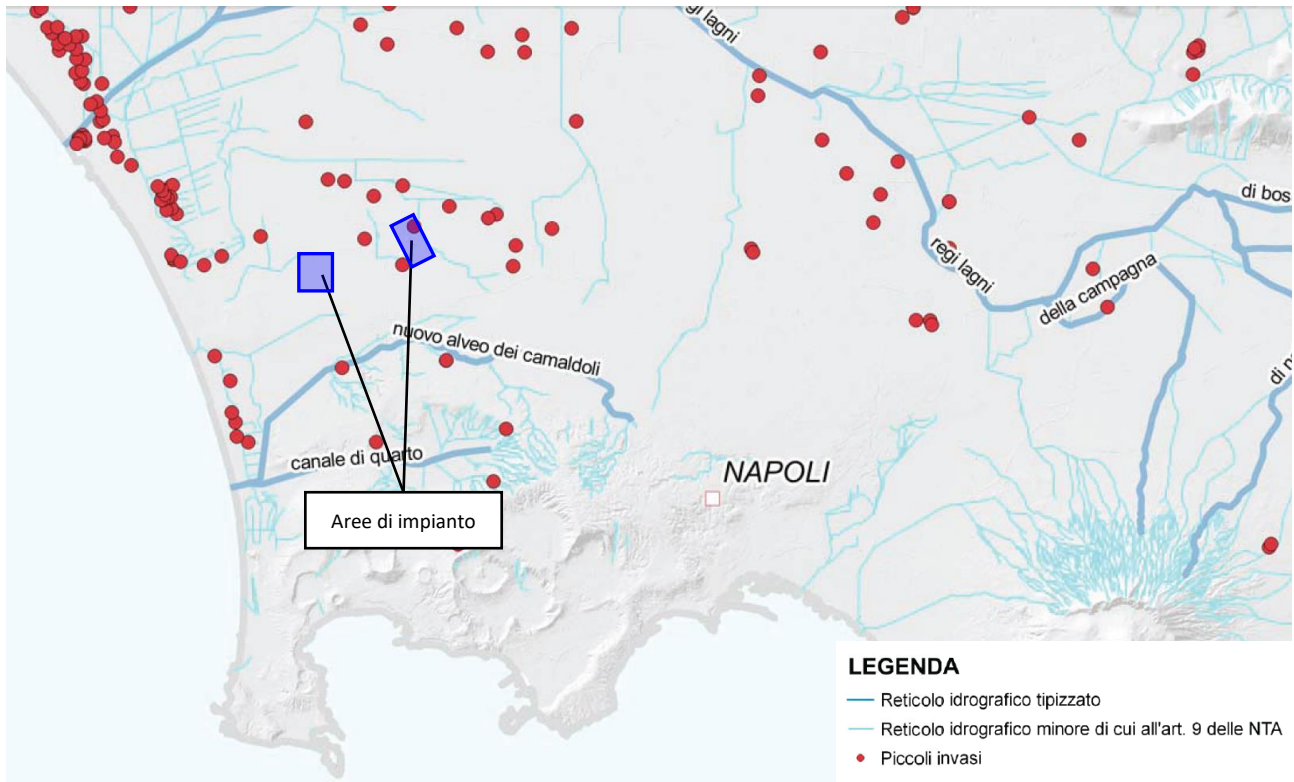 regi lagni
di bos
regi lagni
della campagna
nuovo alveo dei camaldoli
di n
canale di quarto
NAPOLI
Aree di impianto
LEGENDA
Reticolo idrografico tipizzato
Reticolo idrografico minore di cui all'art. 9 delle NTA
Piccoli invasi